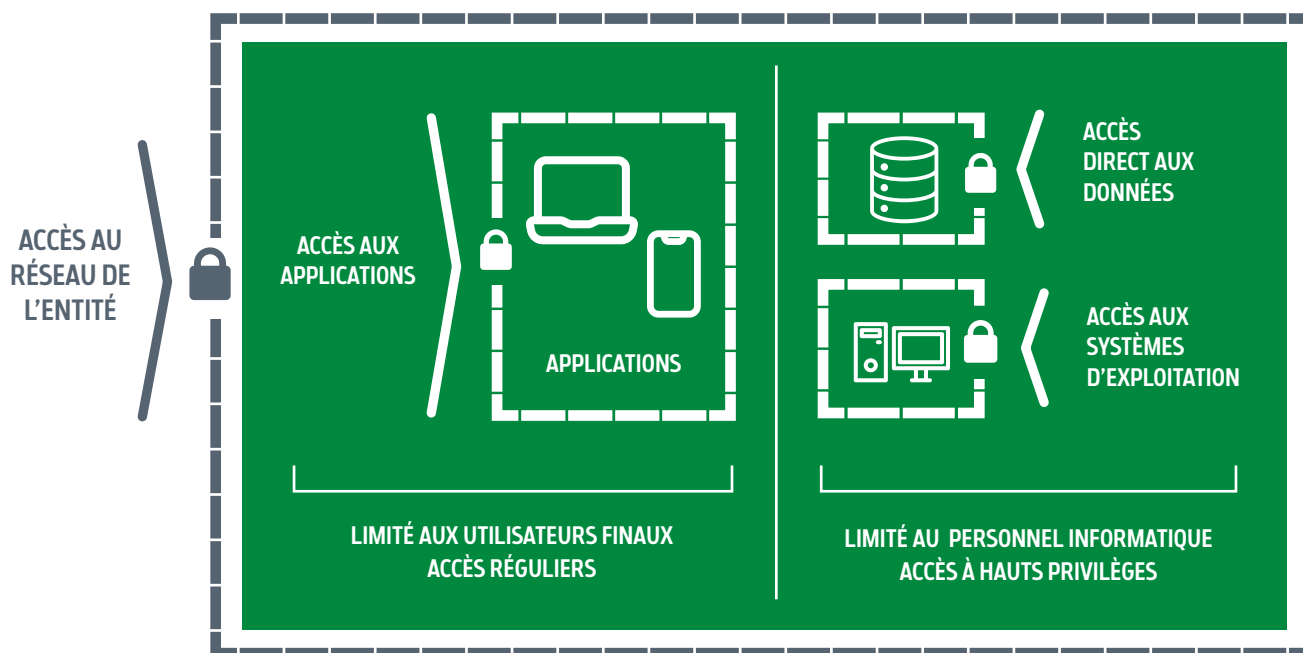 ACCÈS AU
RÉSEAU DE
L'ENTITÉ
ACCÈS AUX
APPLICATIONS
APPLICATIONS
LIMITÉ AUX UTILISATEURS FINAUX
ACCÈS RÉGULIERS
ACCÈS
DIRECT AUX
DONNÉES
ACCÈS AUX
SYSTÈMES
D'EXPLOITATION
LIMITÉ AU PERSONNEL INFORMATIQUE
ACCÈS À HAUTS PRIVILÈGES